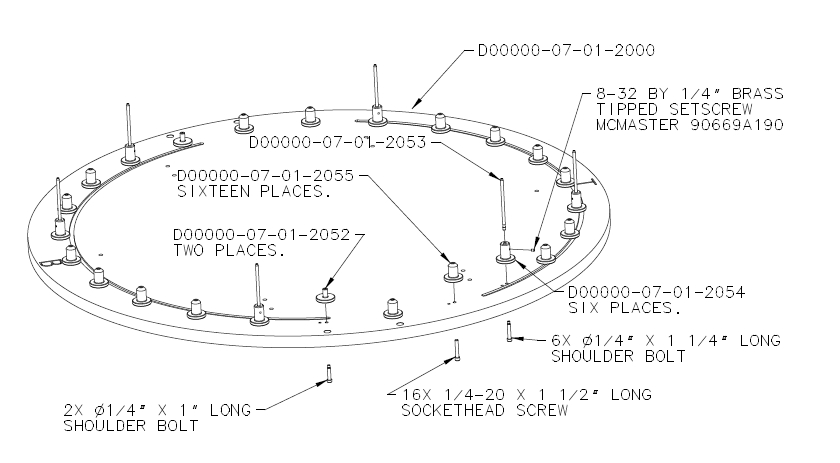 D00000-07-01-2000
8-32 BY 1/4" BRASS
TIPPED SETSCREW
MCMASTER 90669A190
D00000-07-01-2053
D00000-07-01-2055
SIXTEEN PLACES.
D00000-07-01-2052
TWO PLACES.
D00000-07-01-2054
SIX PLACES.
6X Ø1/4" X 1 1/4" LONG
SHOULDER BOLT
16X 1/4-20 X 1 1/2" LONG
SOCKETHEAD SCREW
2X Ø1/4" X 1" LONG
SHOULDER BOLT